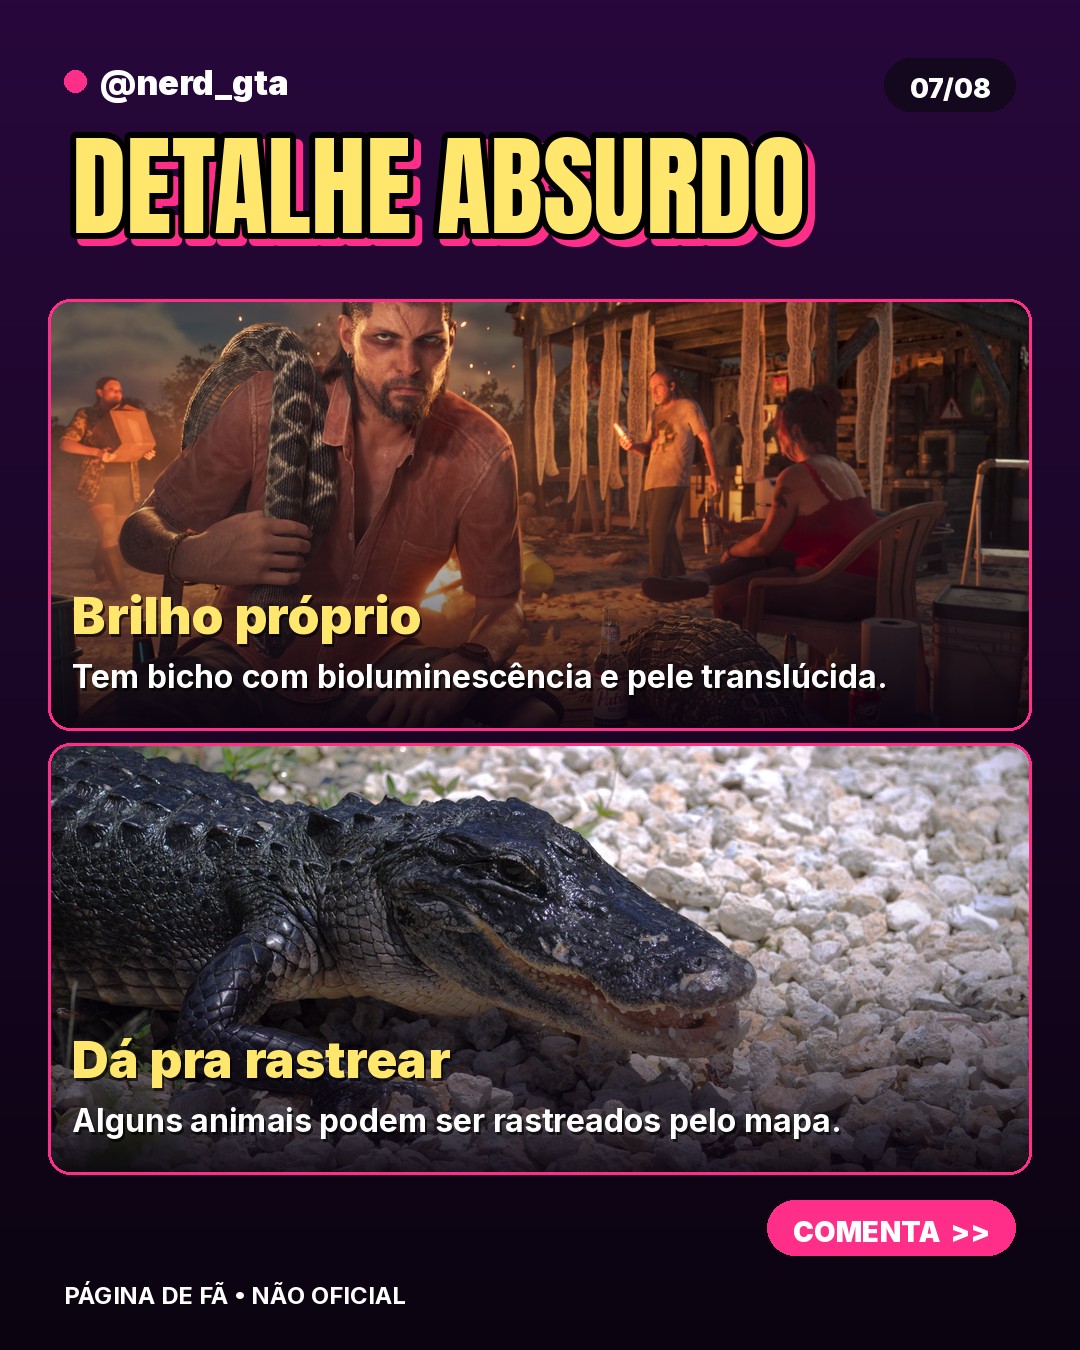 @nerd_gta
07/08
DETALHE ABSURDO
Brilho próprio
Tem bicho com bioluminescência e pele translúcida.
Dá pra rastrear
Alguns animais podem ser rastreados pelo mapa.
COMENTA >>
PÁGINA DE FÃ • NÃO OFICIAL